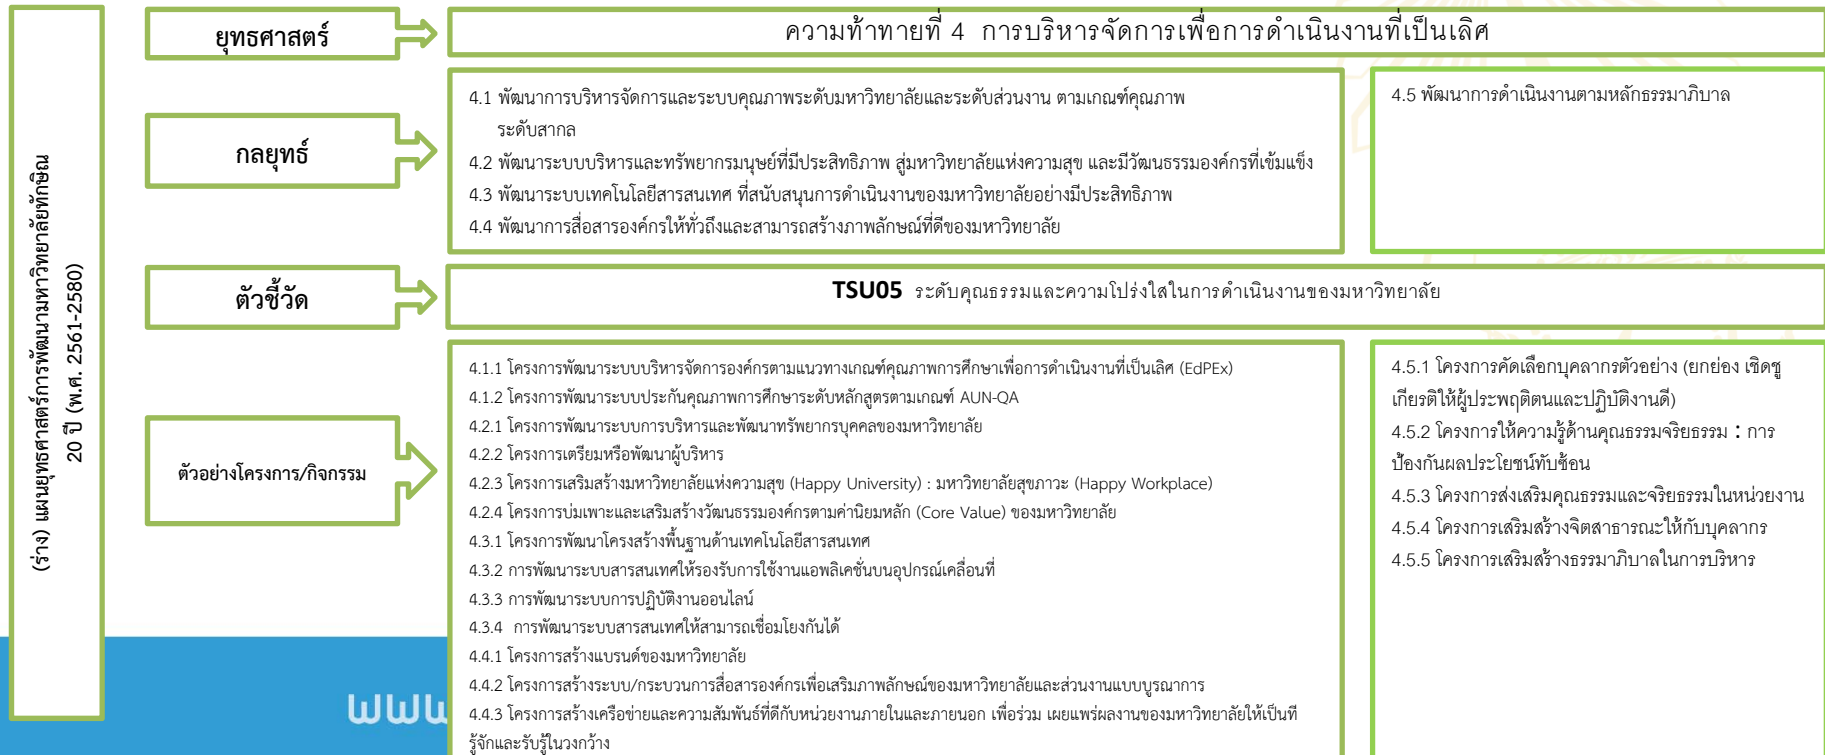 (ร่าง) แผนยุทธศาสตร์การพัฒนามหาวิทยาลัยทักษิณ
20 ปี (พ.ศ. 2561-2580)
ยุทธศาสตร์
ความท้าทายที่ 4 การบริหารจัดการเพื่อการดำเนินงานที่เป็นเลิศ
กลยุทธ์
4.1 พัฒนาการบริหารจัดการและระบบคุณภาพระดับมหาวิทยาลัยและระดับส่วนงาน ตามเกณฑ์คุณภาพ
ระดับสากล
4.2 พัฒนาระบบบริหารและทรัพยากรมนุษย์ที่มีประสิทธิภาพ สู่มหาวิทยาลัยแห่งความสุข และมีวัฒนธรรมองค์กรที่เข้มแข็ง
4.3 พัฒนาระบบเทคโนโลยีสารสนเทศ ที่สนับสนุนการดำเนินงานของมหาวิทยาลัยอย่างมีประสิทธิภาพ
4.4 พัฒนาการสื่อสารองค์กรให้ทั่วถึงและสามารถสร้างภาพลักษณ์ที่ดีของมหาวิทยาลัย
4.5 พัฒนาการดำเนินงานตามหลักธรรมาภิบาล
ตัวชี้วัด
TSU05 ระดับคุณธรรมและความโปร่งใสในการดำเนินงานของมหาวิทยาลัย
ตัวอย่างโครงการ/กิจกรรม
4.1.1 โครงการพัฒนาระบบบริหารจัดการองค์กรตามแนวทางเกณฑ์คุณภาพการศึกษาเพื่อการดำเนินงานที่เป็นเลิศ (EdPEx)
4.1.2 โครงการพัฒนาระบบประกันคุณภาพการศึกษาระดับหลักสูตรตามเกณฑ์ AUN-QA
4.2.1 โครงการพัฒนาระบบการบริหารและพัฒนาทรัพยากรบุคคลของมหาวิทยาลัย
4.2.2 โครงการเตรียมหรือพัฒนาผู้บริหาร
4.2.3 โครงการเสริมสร้างมหาวิทยาลัยแห่งความสุข (Happy University) : มหาวิทยาลัยสุขภาวะ (Happy Workplace)
4.2.4 โครงการบ่มเพาะและเสริมสร้างวัฒนธรรมองค์กรตามค่านิยมหลัก (Core Value) ของมหาวิทยาลัย
4.3.1 โครงการพัฒนาโครงสร้างพื้นฐานด้านเทคโนโลยีสารสนเทศ
4.3.2 การพัฒนาระบบสารสนเทศให้รองรับการใช้งานแอพลิเคชั่นบนอุปกรณ์เคลื่อนที่
4.3.3 การพัฒนาระบบการปฏิบัติงานออนไลน์
4.3.4 การพัฒนาระบบสารสนเทศให้สามารถเชื่อมโยงกันได้
4.4.1 โครงการสร้างแบรนด์ของมหาวิทยาลัย
4.4.2 โครงการสร้างระบบ/กระบวนการสื่อสารองค์กรเพื่อเสริมภาพลักษณ์ของมหาวิทยาลัยและส่วนงานแบบบูรณาการ
4.4.3 โครงการสร้างเครือข่ายและความสัมพันธ์ที่ดีกับหน่วยงานภายในและภายนอก เพื่อร่วม เผยแพร่ผลงานของมหาวิทยาลัยให้เป็นที
รู้จักและรับรู้ในวงกว้าง
4.5.1 โครงการคัดเลือกบุคลากรตัวอย่าง (ยกย่อง เชิดชู
เกียรติให้ผู้ประพฤติตนและปฏิบัติงานดี)
4.5.2 โครงการให้ความรู้ด้านคุณธรรมจริยธรรม : การ
ป้องกันผลประโยชน์ทับซ้อน
4.5.3 โครงการส่งเสริมคุณธรรมและจริยธรรมในหน่วยงาน
4.5.4 โครงการเสริมสร้างจิตสาธารณะให้กับบุคลากร
4.5.5 โครงการเสริมสร้างธรรมาภิบาลในการบริหาร
www